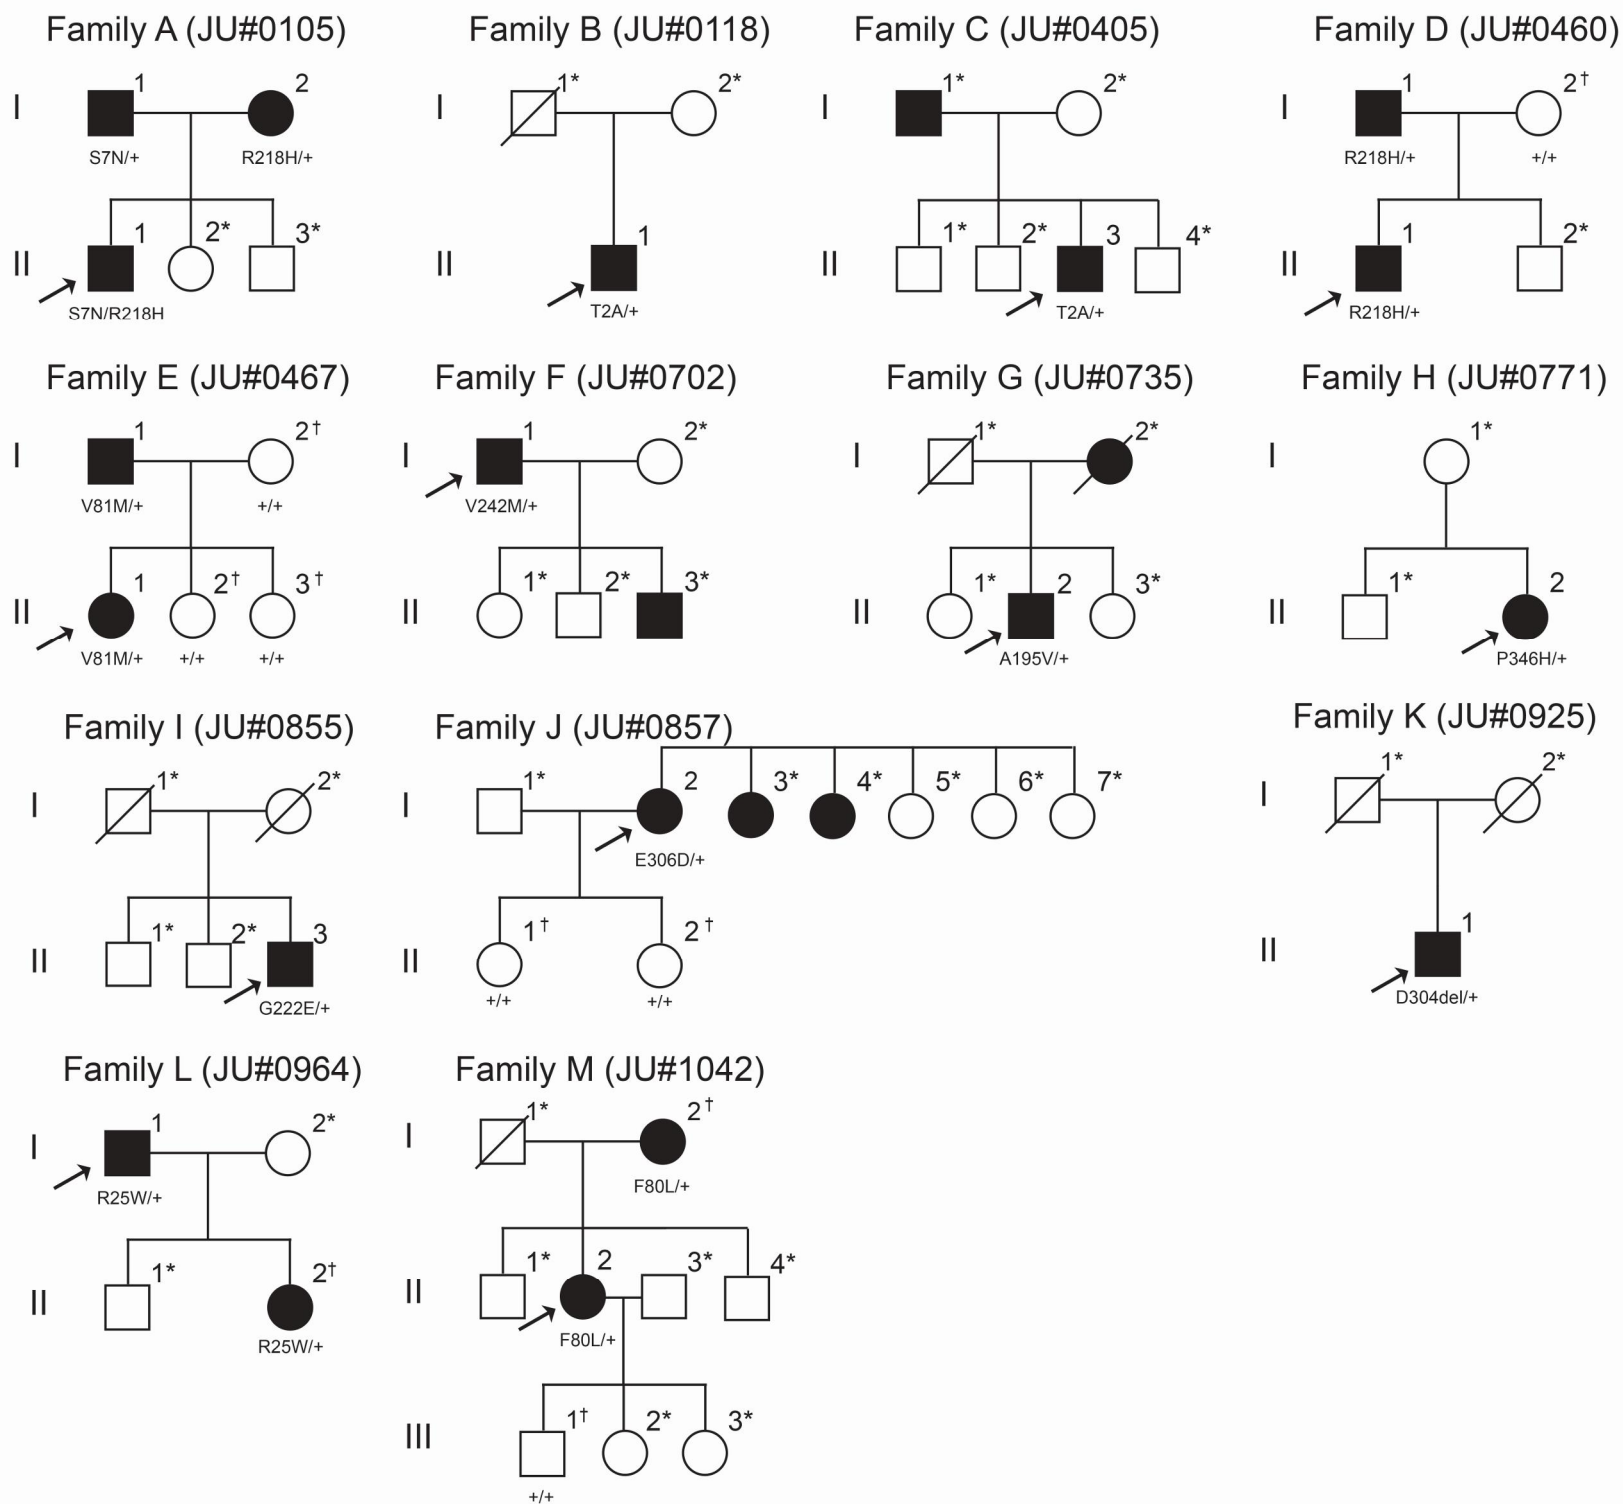 Family A (JU#0105)
I
1
2
S7N/+
R218H/+
II
1
2*
3*
S7N/R218H
Family B (JU#0118)
I
1*
2*
II
1
T2A/+
Family C (JU#0405)
I
1*
2*
II
1*
2*
3
4*
T2A/+
Family D (JU#0460)
I
1
2†
R218H/+
+/+
II
1
2*
R218H/+
Family E (JU#0467)
I
1
2†
V81M/+
+/+
II
1
2†
3†
V81M/+
+/+
+/+
Family F (JU#0702)
I
1
2*
V242M/+
II
1*
2*
3*
Family G (JU#0735)
I
1*
2*
II
1*
2
3*
A195V/+
Family H (JU#0771)
I
1*
II
1*
2
P346H/+
Family I (JU#0855)
I
1*
2*
II
1*
2*
3
G222E/+
Family J (JU#0857)
I
1*
2
3*
4*
5*
6*
7*
E306D/+
II
1†
2†
+/+
+/+
Family K (JU#0925)
I
1*
2*
II
1
D304del/+
Family L (JU#0964)
I
1
2*
R25W/+
II
1*
2†
R25W/+
Family M (JU#1042)
I
1*
2†
F80L/+
II
1*
2
3*
4*
F80L/+
III
1†
2*
3*
+/+